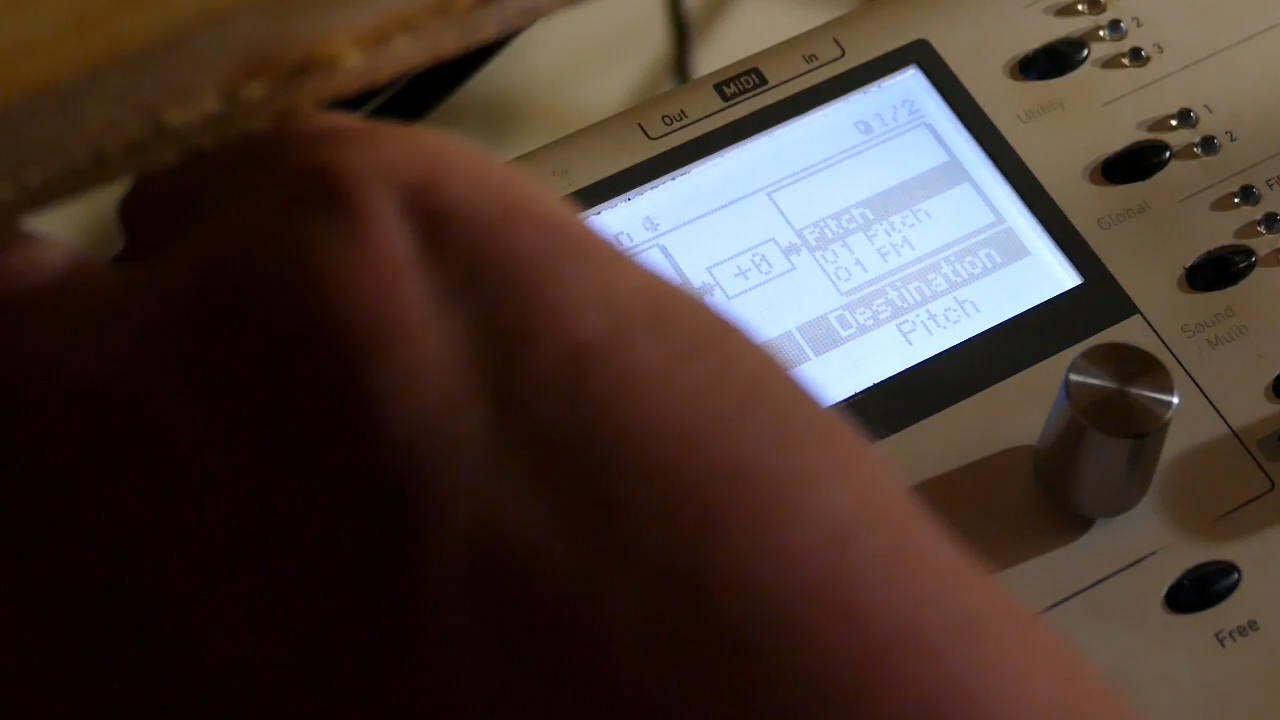 Out MIDI In
1/2
n 4
+0
Pitch
O1 Pitch
O1 FM
Destination
Pitch
2
3
Utility
1
2
Global
Sound
/ Multi
Free